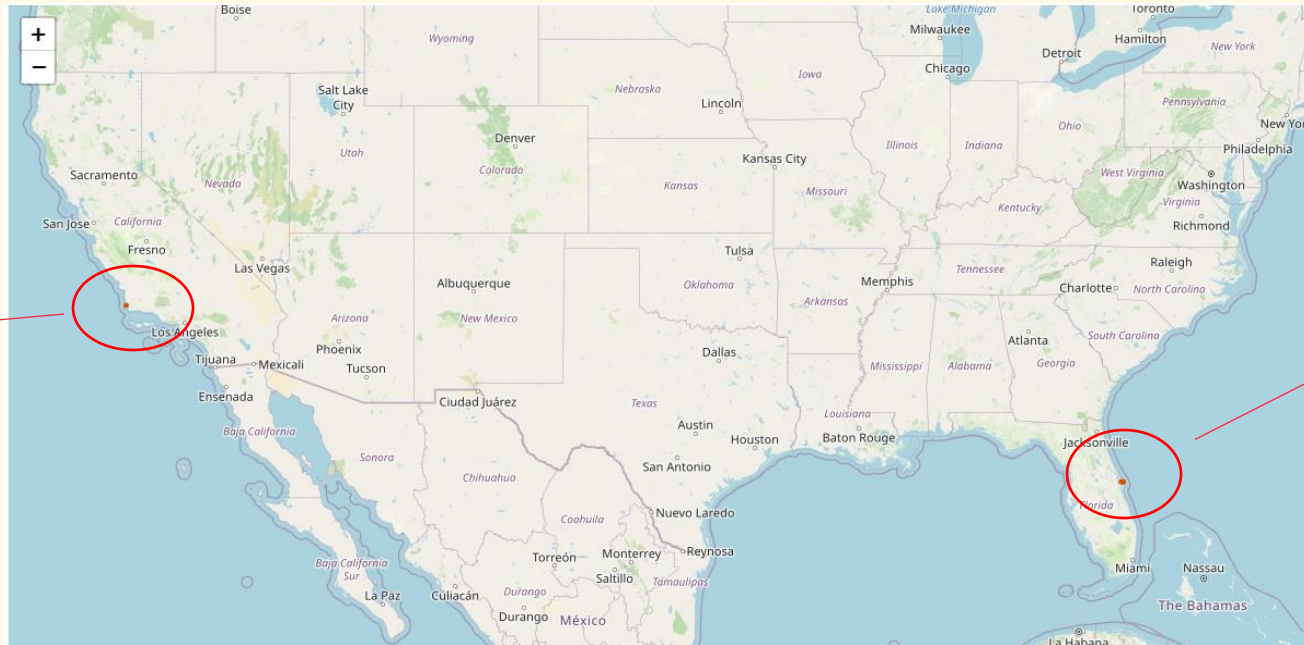 +
−
Boise
Wyoming
Iowa
Nebraska
Lincoln
Salt Lake
City
Denver
Utah
Colorado
Nevada
Sacramento
California
San Jose
Fresno
Las Vegas
Los Angeles
Tijuana
Mexicali
Ensenada
Baja California
Baja California
Sur
La Paz
Culiacán
Arizona
Phoenix
Tucson
Albuquerque
New Mexico
Ciudad Juárez
Sonora
Chihuahua
Coahuila
Durango
Durango
Torreón
Monterrey
Saltillo
México
Tamaulipas
Reynosa
Nuevo Laredo
San Antonio
Austin
Houston
Texas
Dallas
Oklahoma
Tulsa
Kansas
Kansas City
Missouri
Arkansas
Memphis
Louisiana
Baton Rouge
Mississippi
Alabama
Georgia
Atlanta
Tennessee
Kentucky
Illinois
Indiana
Ohio
Chicago
Milwaukee
Lake Michigan
Detroit
Toronto
Hamilton
New York
Pennsylvania
New Yor
Philadelphia
West Virginia
Washington
Virginia
Richmond
Raleigh
North Carolina
Charlotte
South Carolina
Jacksonville
Florida
Miami
Nassau
The Bahamas
La Habana